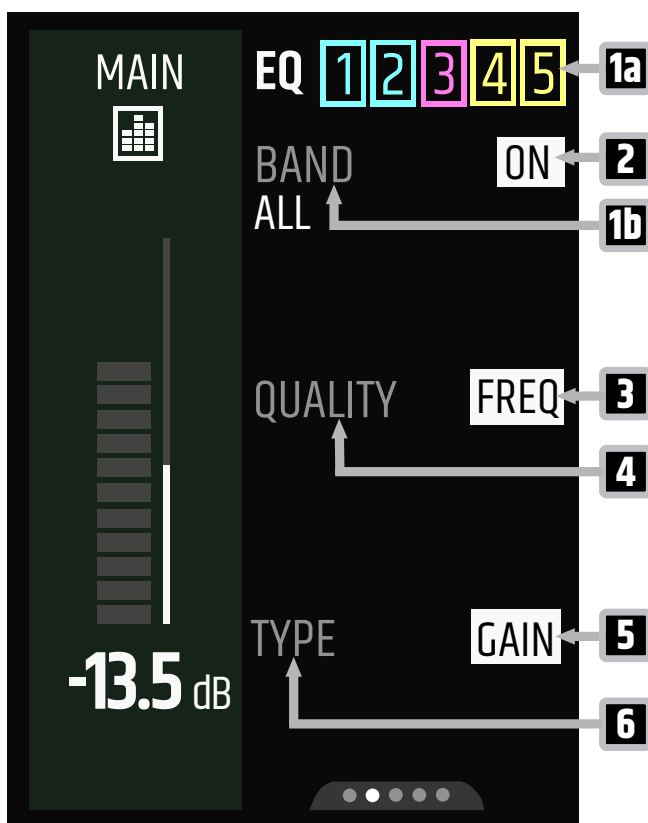 MAIN
EQ 1 2 3 4 5
1a
BAND
ON
2
ALL
1b
QUALITY
FREQ
3
4
TYPE
GAIN
5
-13.5 dB
6